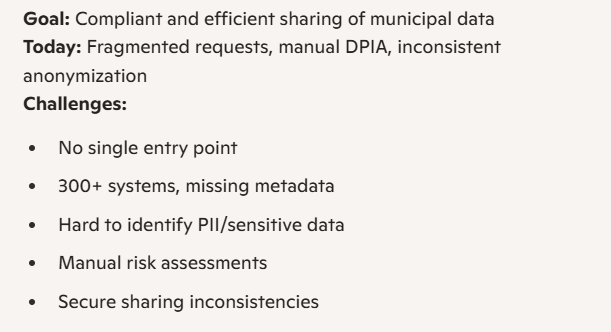 Goal: Compliant and efficient sharing of municipal data
Today: Fragmented requests, manual DPIA, inconsistent
anonymization
Challenges:
• No single entry point
• 300+ systems, missing metadata
• Hard to identify PII/sensitive data
• Manual risk assessments
• Secure sharing inconsistencies